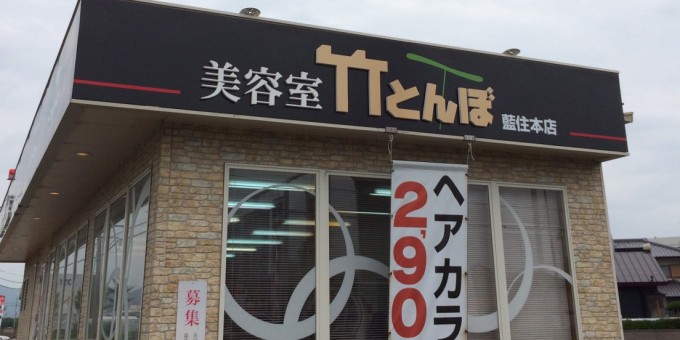 美容室 竹とんぼ 藍住本店
ヘアカラ
2,90
募集